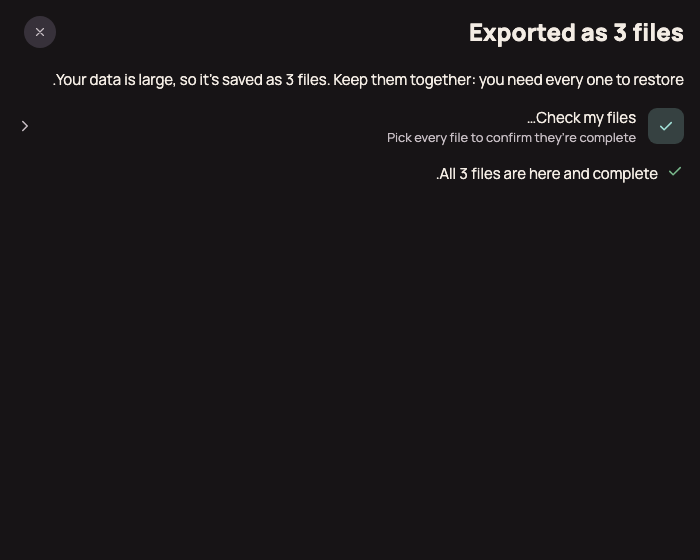 Exported as 3 files
.Your data is large, so it's saved as 3 files. Keep them together: you need every one to restore
…Check my files
Pick every file to confirm they're complete
.All 3 files are here and complete